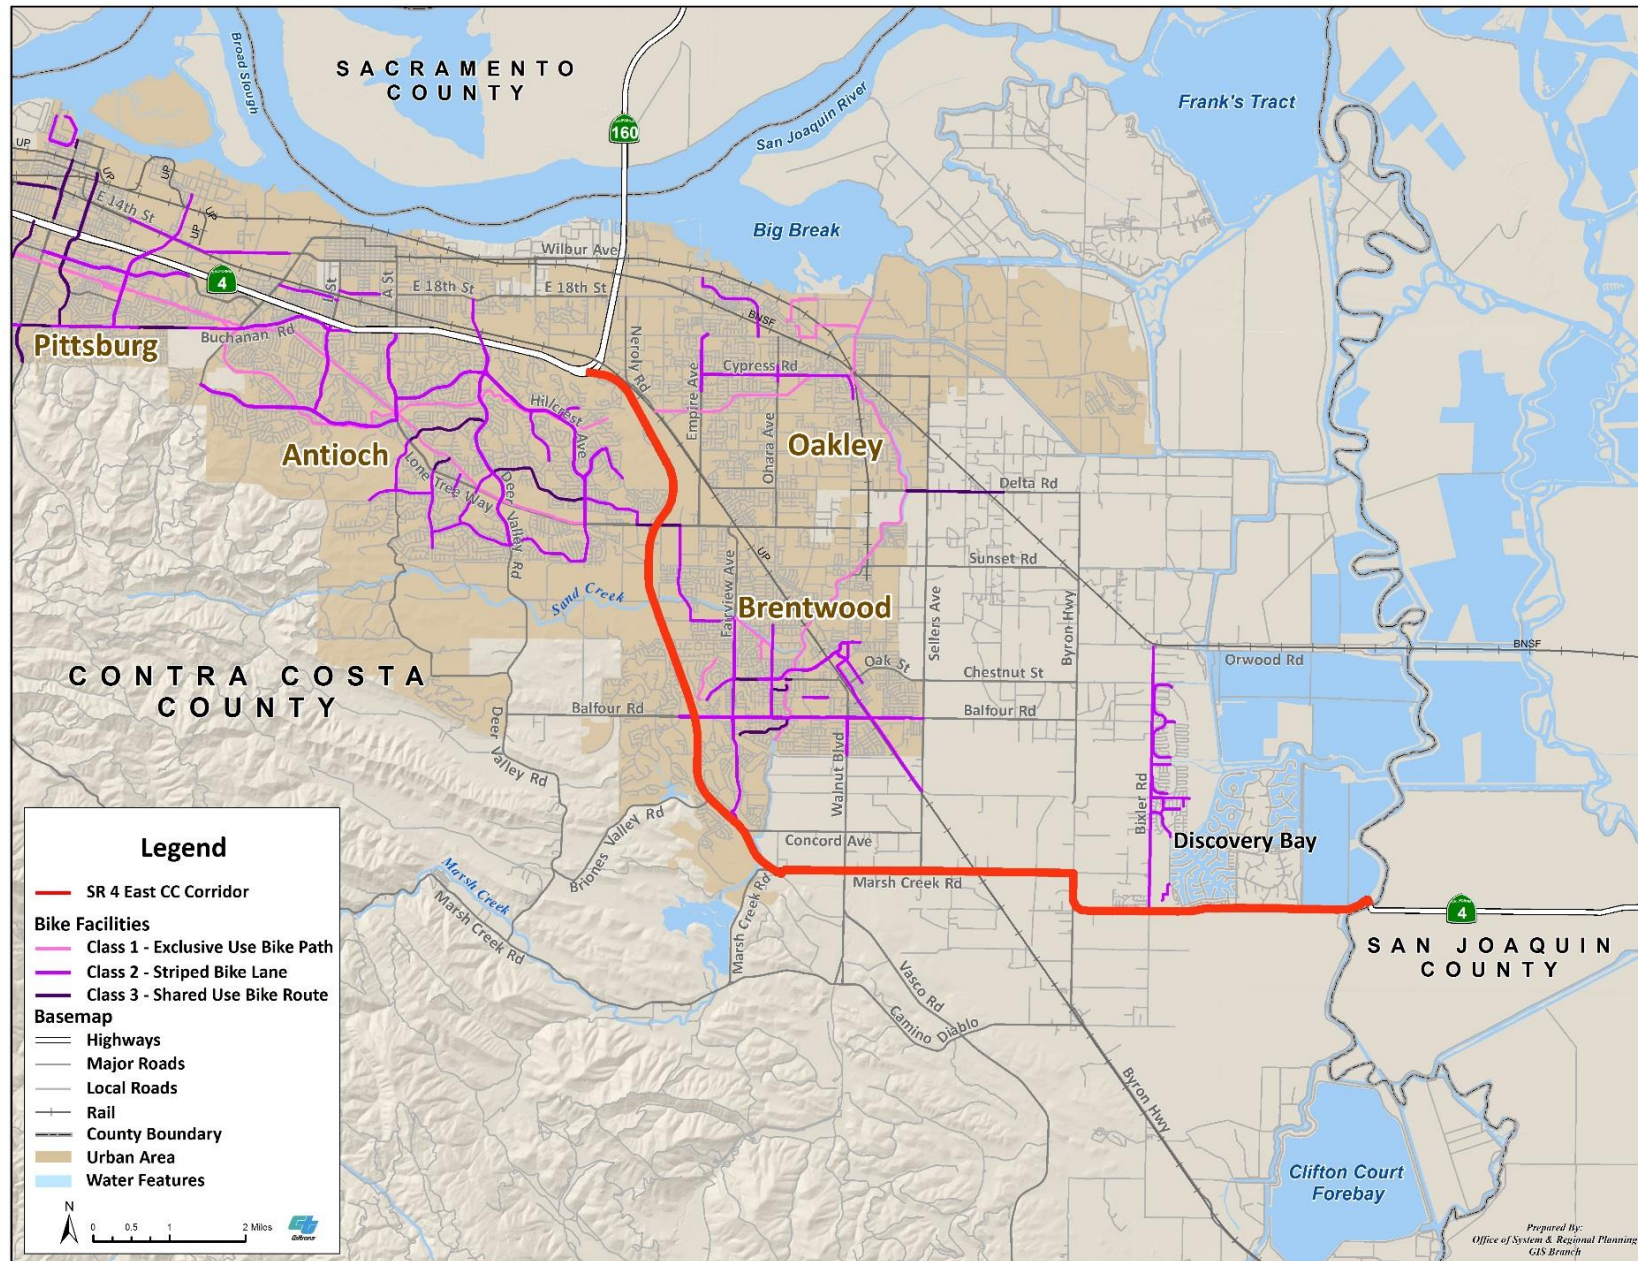 SACRAMENTO
COUNTY
Broad Slough
160
San Joaquin River
Frank's Tract
Big Break
UP
UP
UP
UP
UP
E 14th St
4
Wilbur Ave
L St
A St
E 18th St
E 18th St
BNSF
Neroly Rd
Buchanan Rd
Pittsburg
Cypress Rd
Empire Ave
Ohara Ave
Hillcrest Ave
Antioch
Oakley
Lone Tree Way
Deer Valley Rd
Delta Rd
Sunset Rd
UP
Fairview Ave
Sand Creek
Brentwood
Sellers Ave
Byron Hwy
BNSF
Orwood Rd
Oak St
Chestnut St
CONTRA COSTA
COUNTY
Balfour Rd
Balfour Rd
Deer Valley Rd
Walnut Blvd
Bixler Rd
Briones Valley Rd
Concord Ave
Discovery Bay
Marsh Creek
Marsh Creek Rd
Marsh Creek Rd
Marsh Creek Rd
4
SAN JOAQUIN
COUNTY
Vasco Rd
Camino Diablo
Byron Hwy
Clifton Court
Forebay
Legend
SR 4 East CC Corridor
Bike Facilities
Class 1 - Exclusive Use Bike Path
Class 2 - Striped Bike Lane
Class 3 - Shared Use Bike Route
Basemap
Highways
Major Roads
Local Roads
Rail
County Boundary
Urban Area
Water Features
N
0 0.5 1 2 Miles
Caltrans
Prepared By:
Office of System & Regional Planning
GIS Branch